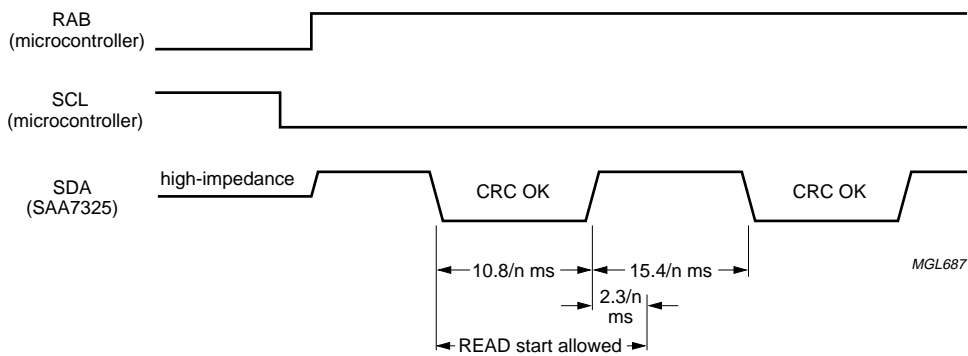 RAB
(microcontroller)
SCL
(microcontroller)
SDA
(SAA7325)
high-impedance
CRC OK
CRC OK
10.8/n ms
15.4/n ms
2.3/n
ms
READ start allowed
MGL687